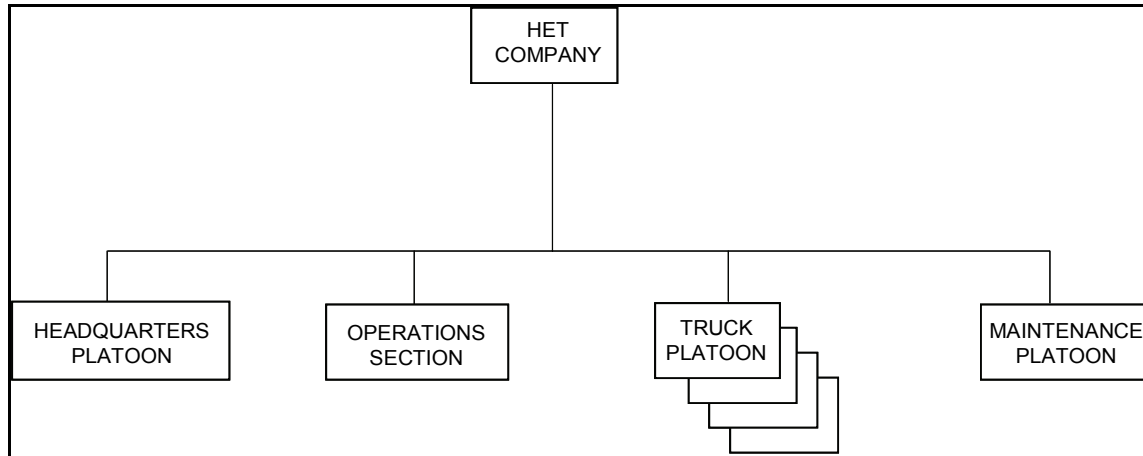 HET
COMPANY
HEADQUARTERS
PLATOON
OPERATIONS
SECTION
TRUCK
PLATOON
MAINTENANCE
PLATOON